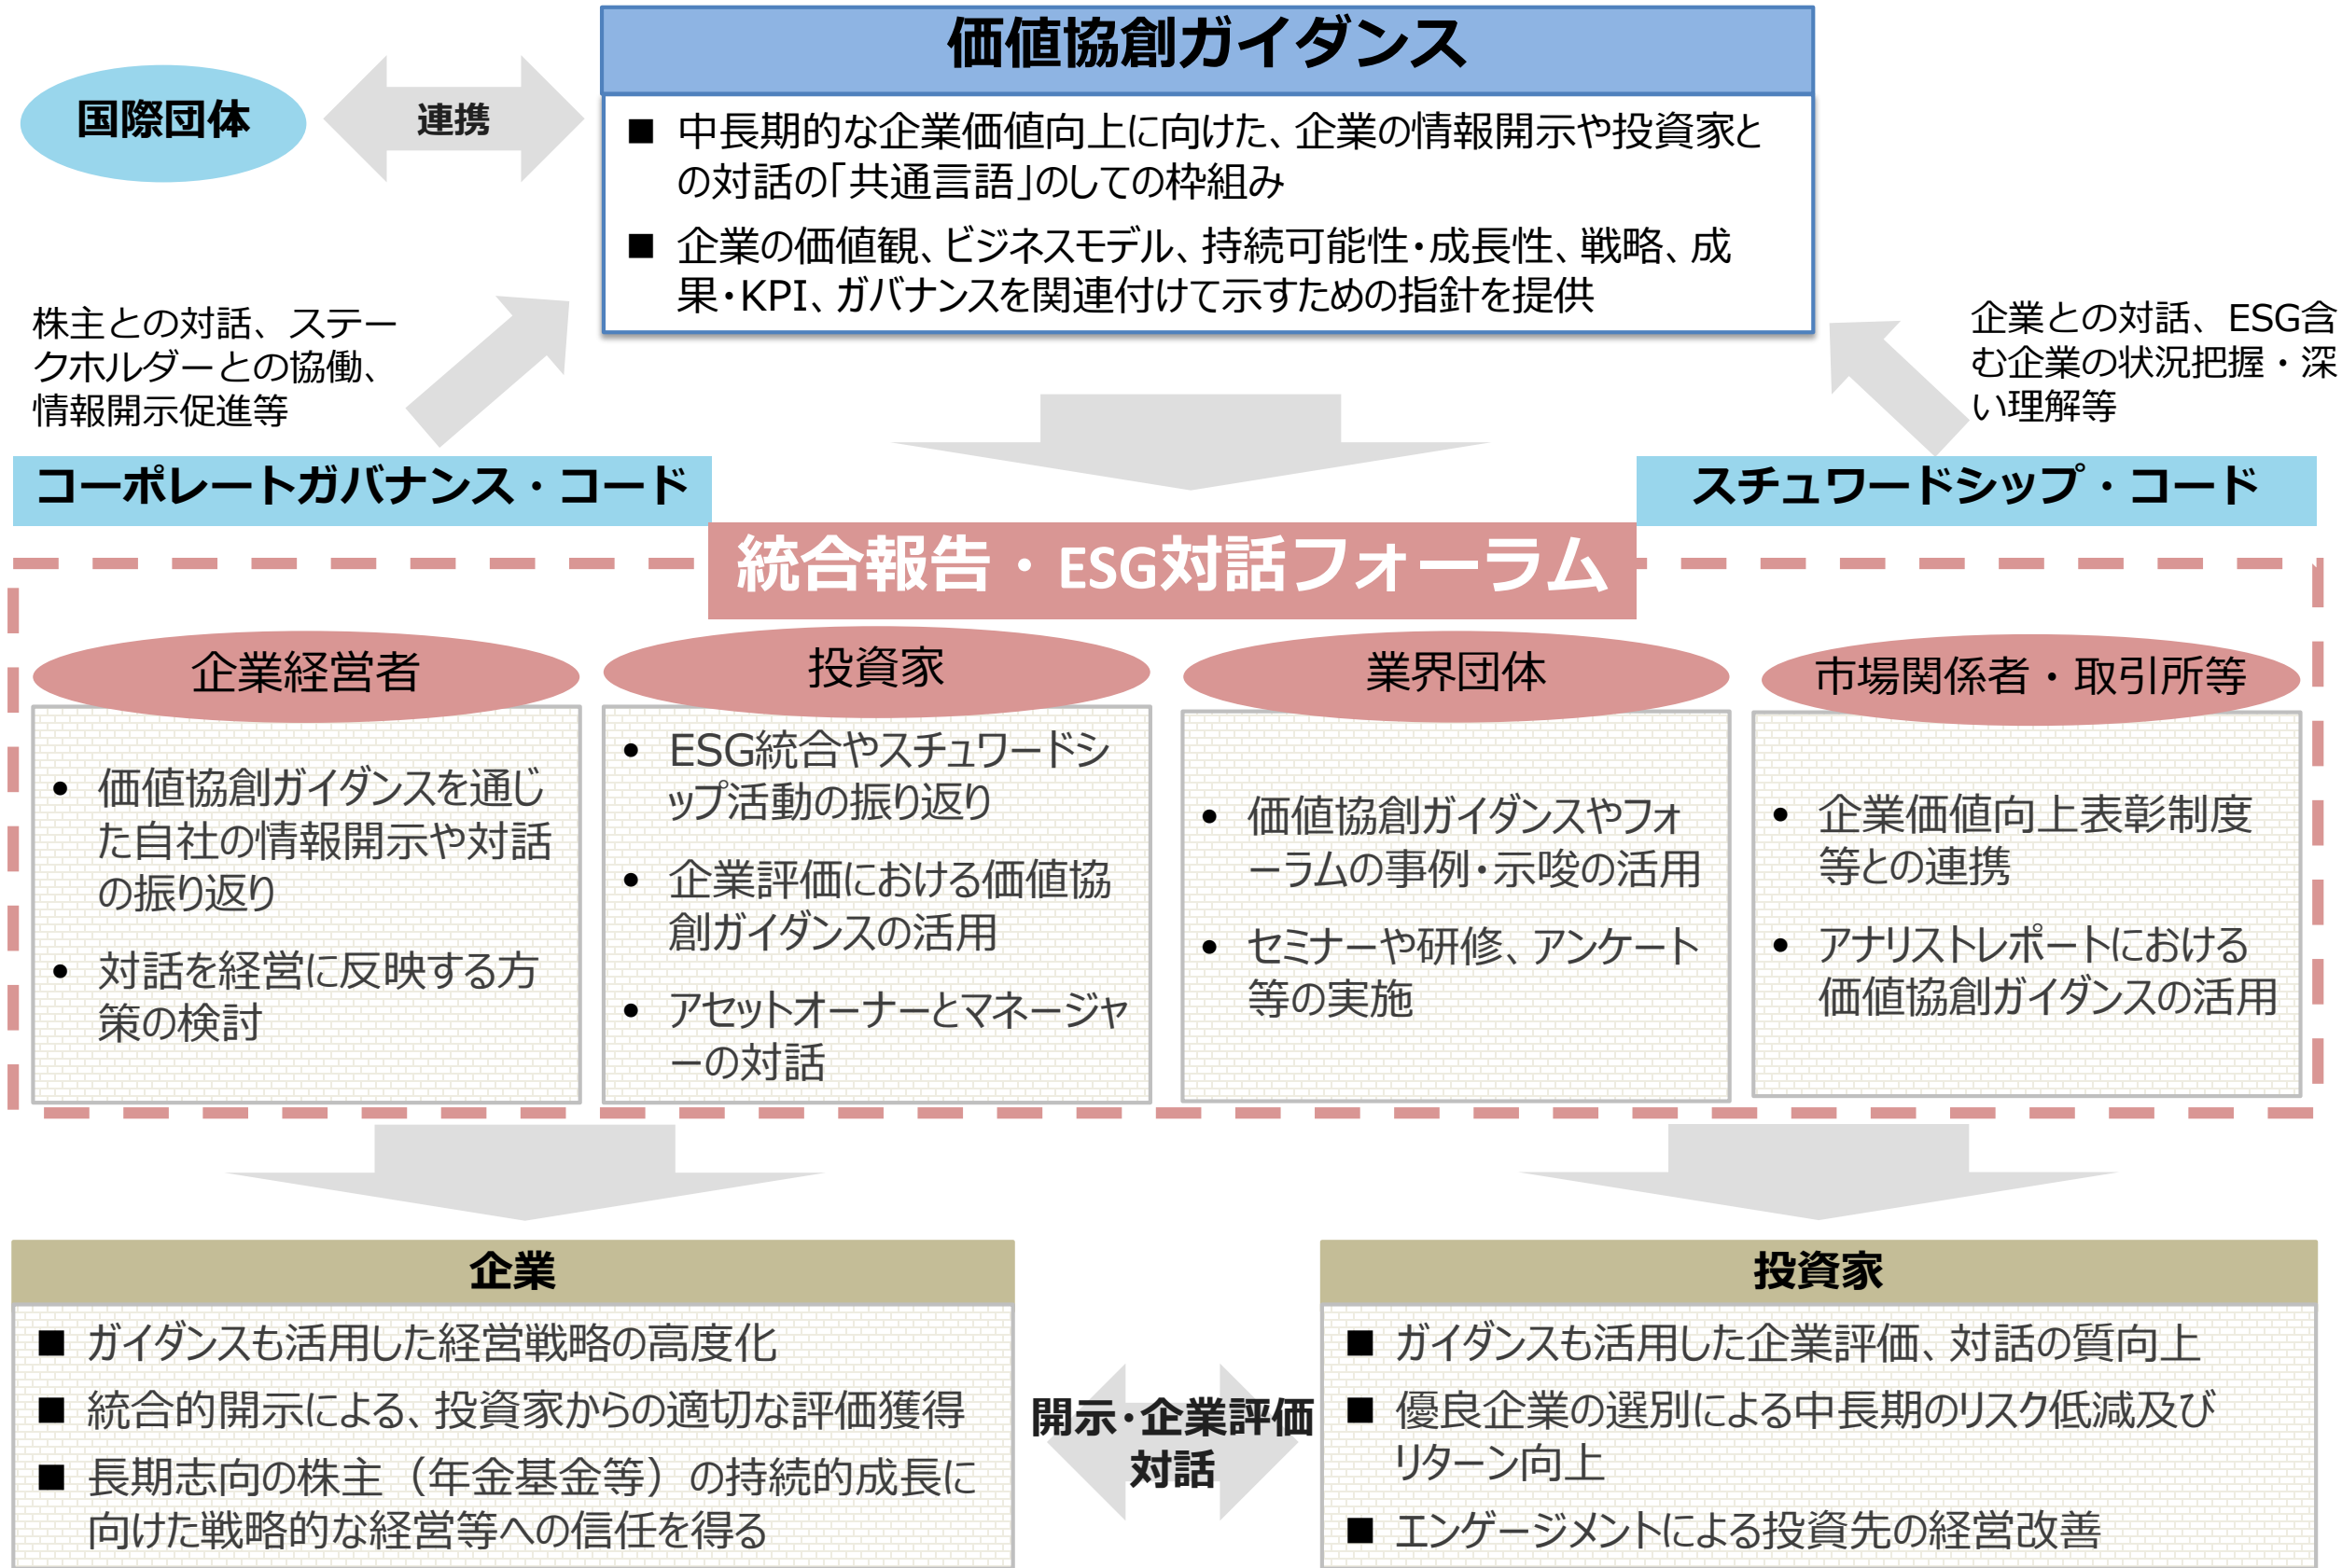 価値協創ガイダンス
国際団体
連携
■ 中長期的な企業価値向上に向けた、企業の情報開示や投資家と
の対話の「共通言語」のしての枠組み
■ 企業の価値観、ビジネスモデル、持続可能性・成長性、戦略、成
果・KPI、ガバナンスを関連付けて示すための指針を提供
株主との対話、ステー
クホルダーとの協働、
情報開示促進等
企業との対話、ESG含
む企業の状況把握・深
い理解等
コーポレートガバナンス・コード
スチュワードシップ・コード
統合報告・ESG対話フォーラム
企業経営者
• 価値協創ガイダンスを通じ
た自社の情報開示や対話
の振り返り
• 対話を経営に反映する方
策の検討
投資家
• ESG統合やスチュワードシ
ップ活動の振り返り
• 企業評価における価値協
創ガイダンスの活用
• アセットオーナーとマネージャ
ーの対話
業界団体
• 価値協創ガイダンスやフォ
ーラムの事例・示唆の活用
• セミナーや研修、アンケート
等の実施
市場関係者・取引所等
• 企業価値向上表彰制度
等との連携
• アナリストレポートにおける
価値協創ガイダンスの活用
企業
■ ガイダンスも活用した経営戦略の高度化
■ 統合的開示による、投資家からの適切な評価獲得
■ 長期志向の株主（年金基金等）の持続的成長に
向けた戦略的な経営等への信任を得る
開示・企業評価
対話
投資家
■ ガイダンスも活用した企業評価、対話の質向上
■ 優良企業の選別による中長期のリスク低減及び
リターン向上
■ エンゲージメントによる投資先の経営改善